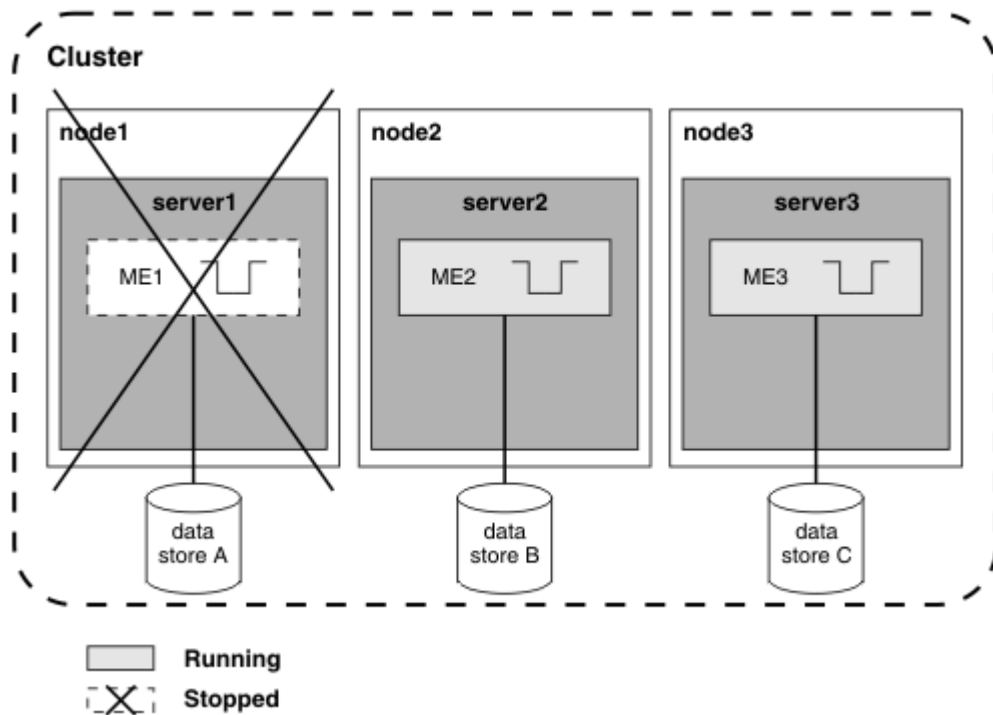 Cluster
node1
node2
node3
server1
server2
server3
ME1
ME2
ME3
data
store A
data
store B
data
store C
Running
Stopped